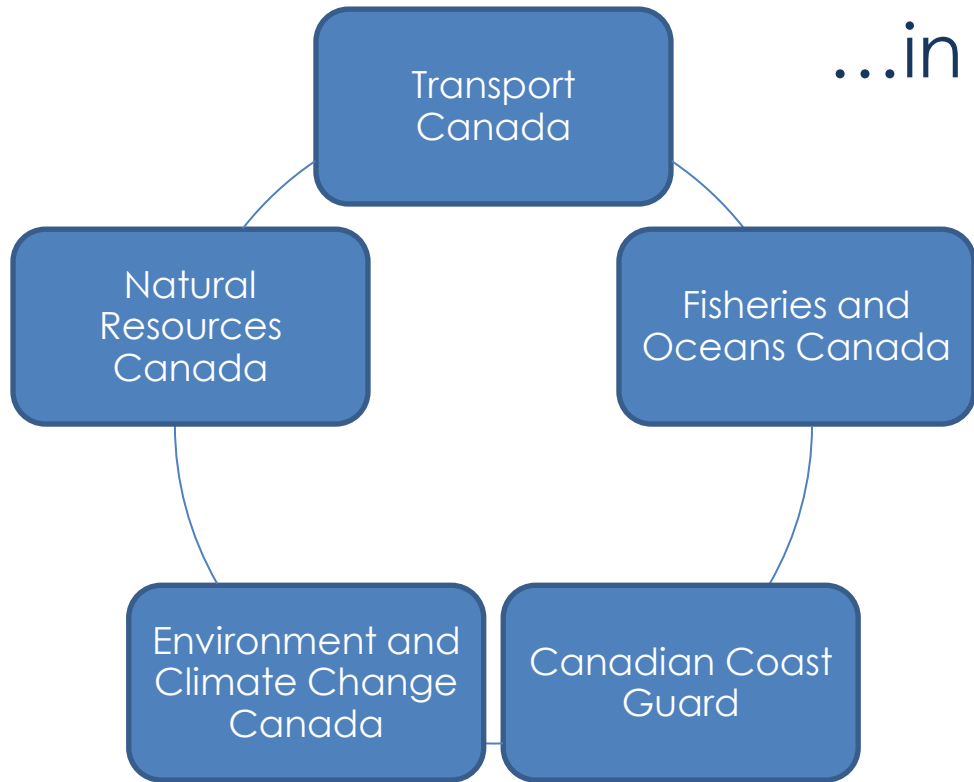 …in
Transport
Canada
Natural
Resources
Canada
Fisheries and
Oceans Canada
Environment and
Climate Change
Canada
Canadian Coast
Guard